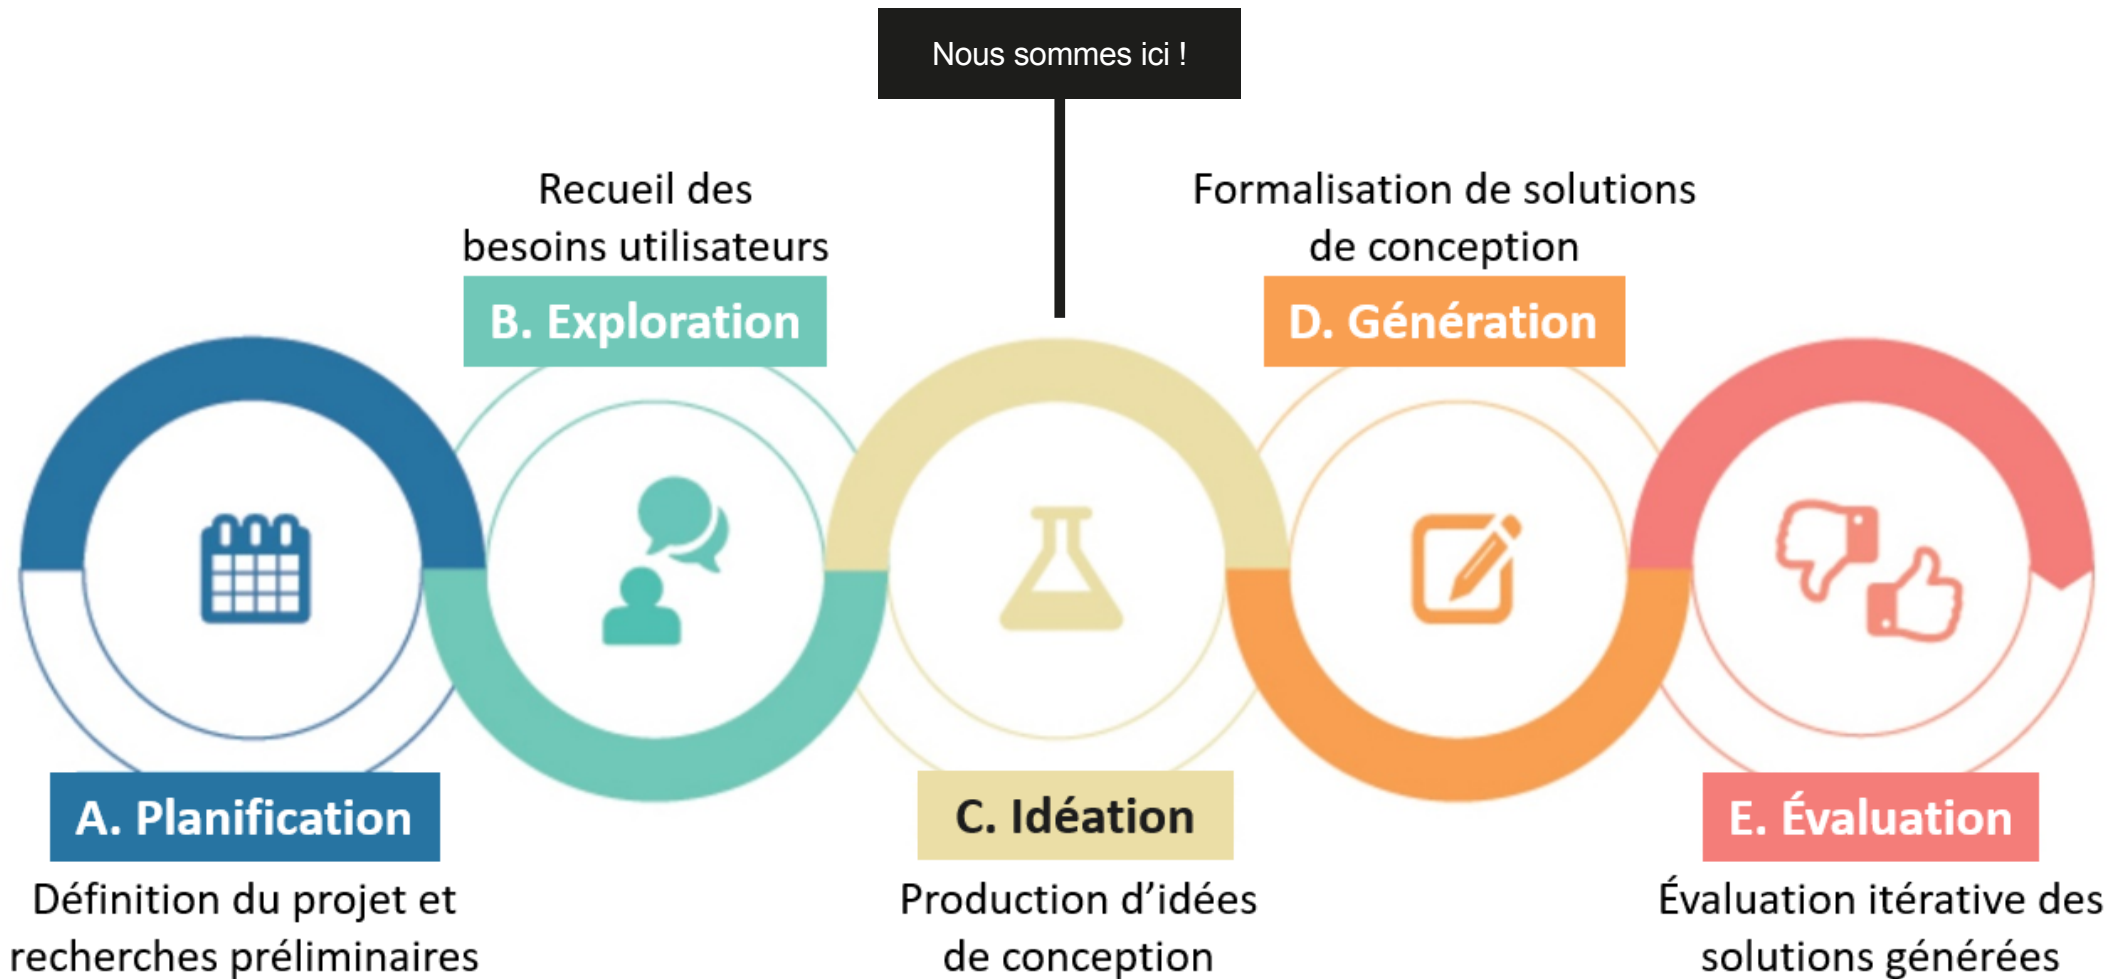 Nous sommes ici !
Recueil des
besoins utilisateurs
B. Exploration
Formalisation de solutions
de conception
D. Génération
A. Planification
Définition du projet et
recherches préliminaires
C. Idéation
Production d’idées
de conception
E. Évaluation
Évaluation itérative des
solutions générées